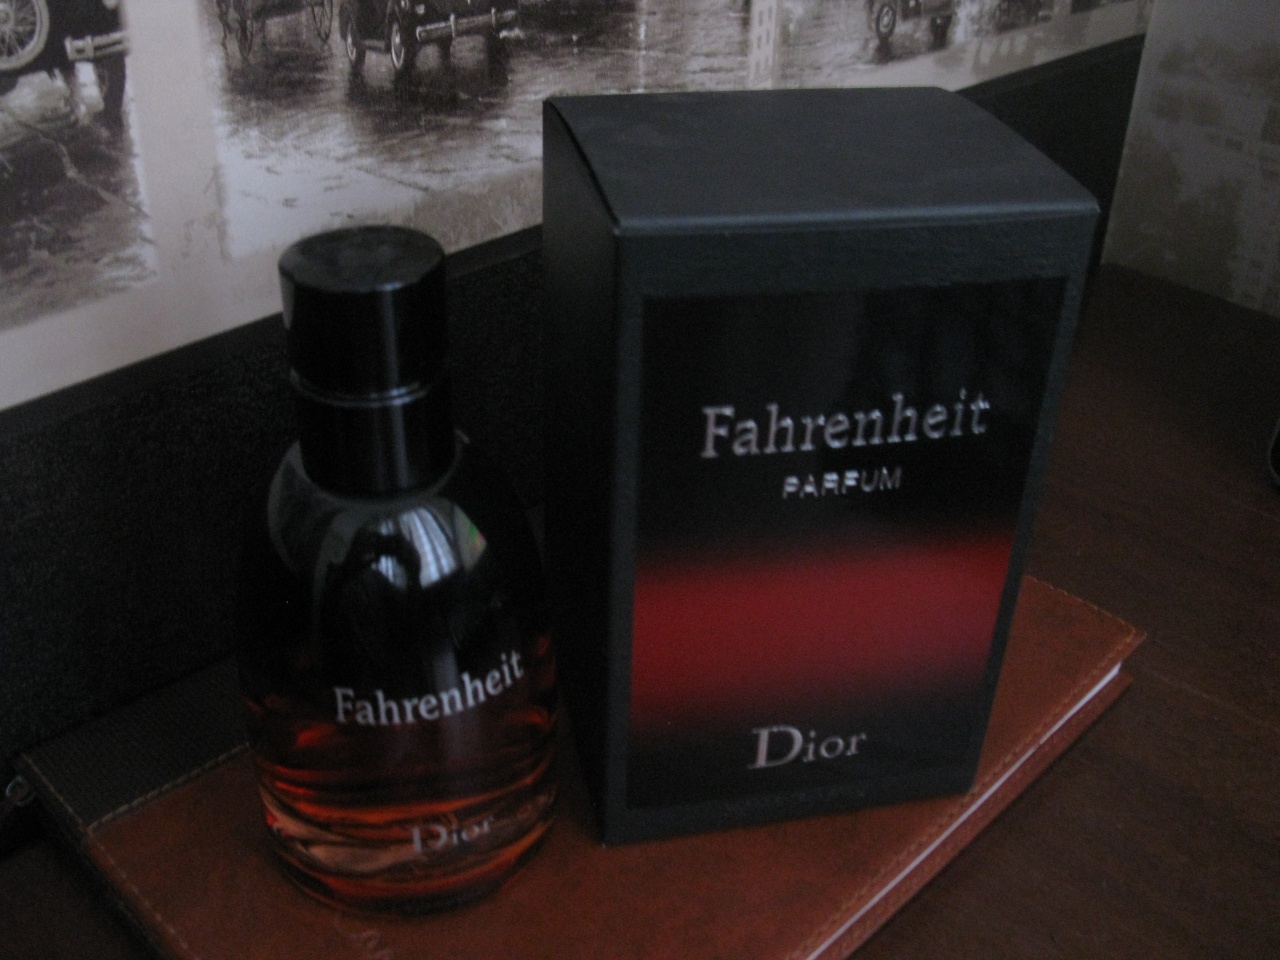 Fahrenheit
Dior
Fahrenheit
PARFUM
Dior